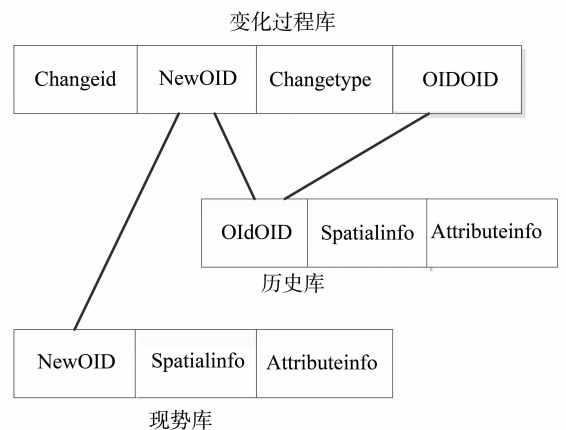 变化过程库
Changeid NewOID Changetype OIDOID
OIdOID Spatialinfo Attributeinfo
历史库
NewOID Spatialinfo Attributeinfo
现势库